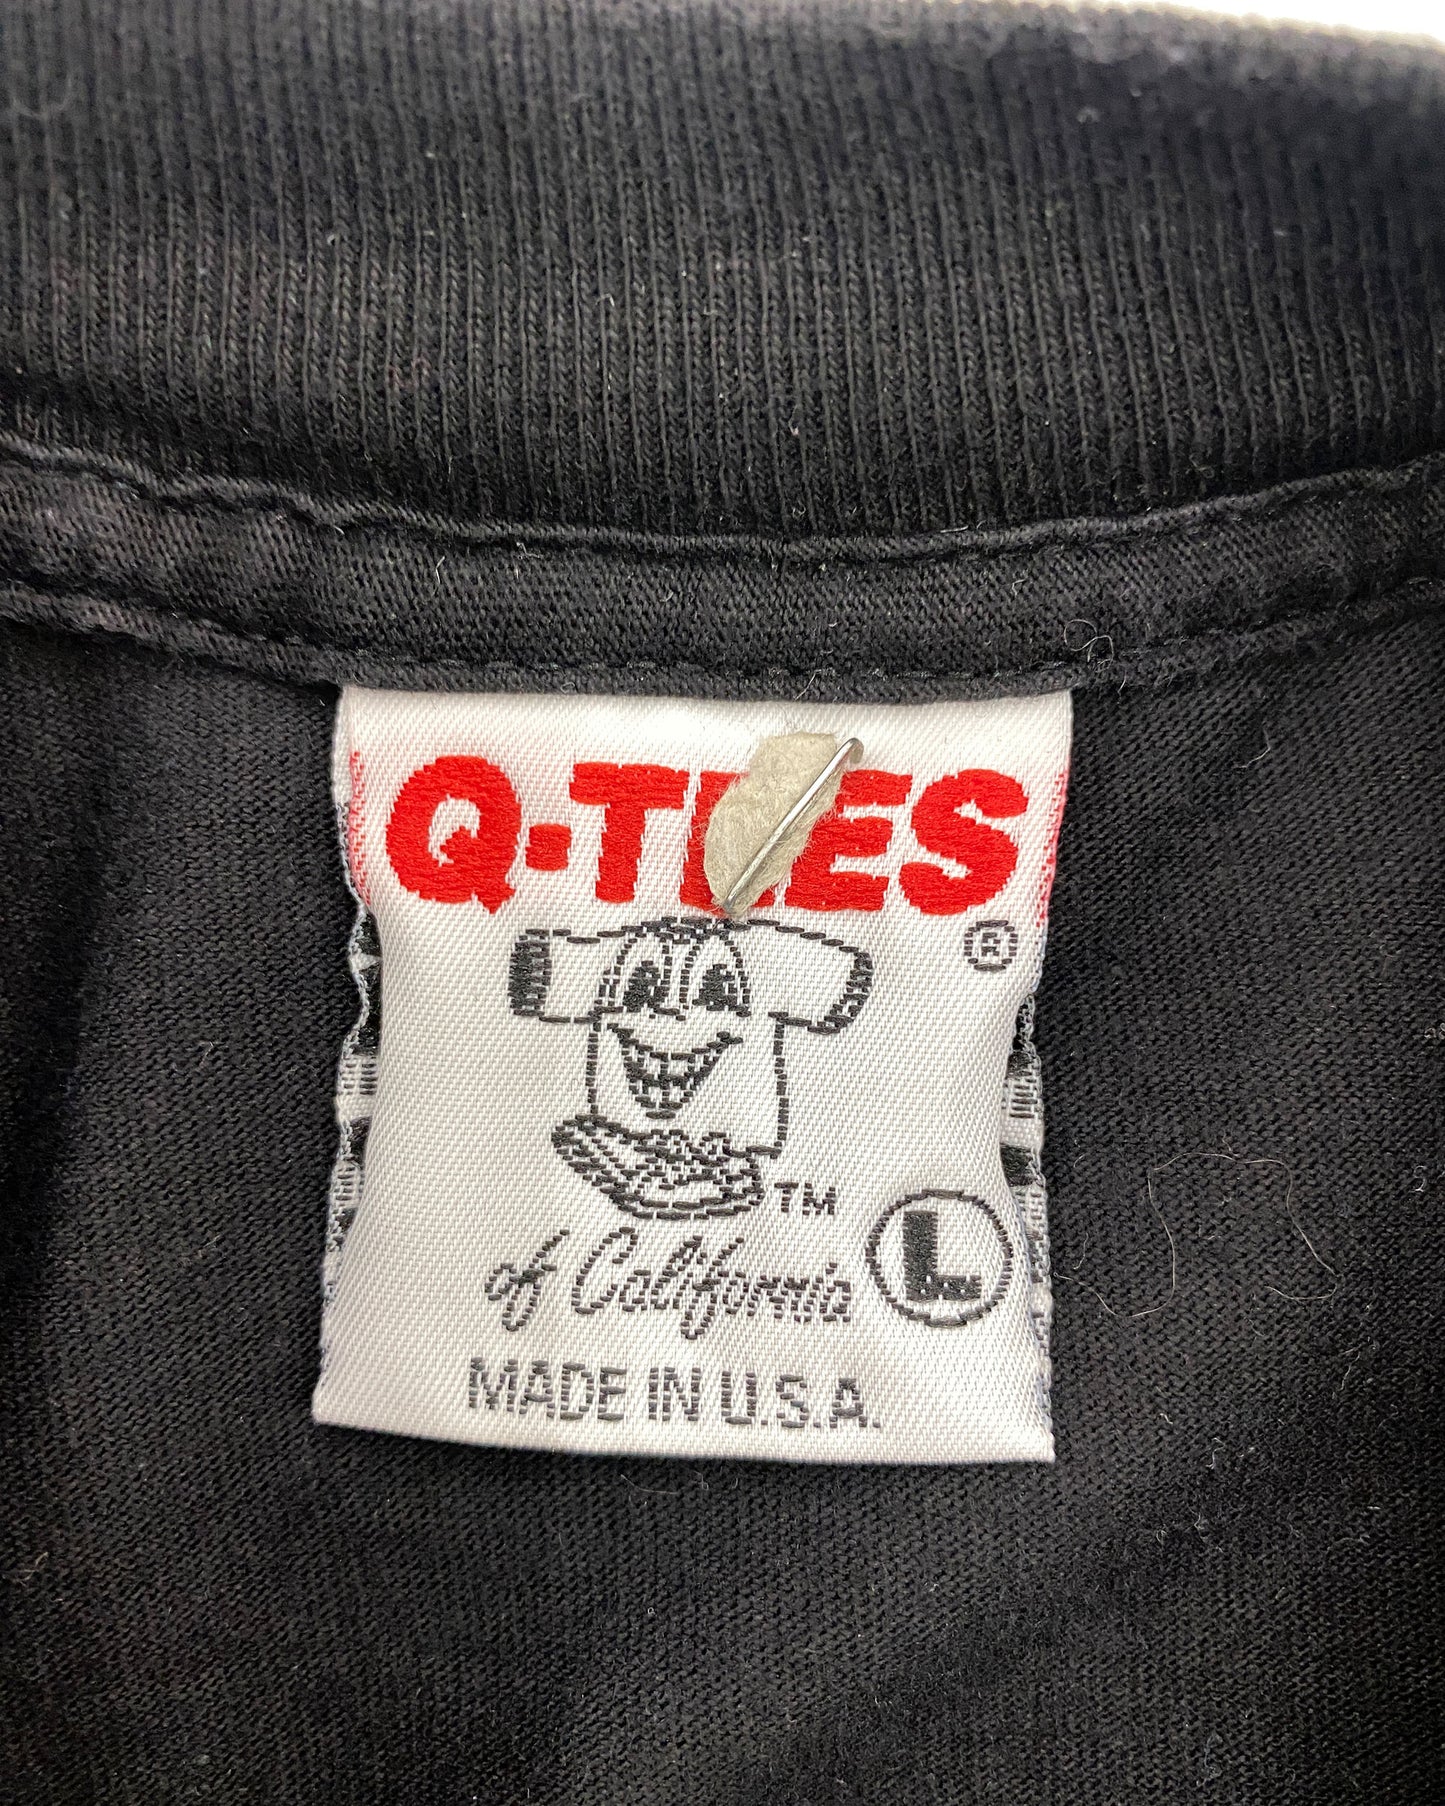 Q-TEES
®
TM
of California
L
MADE IN U.S.A.